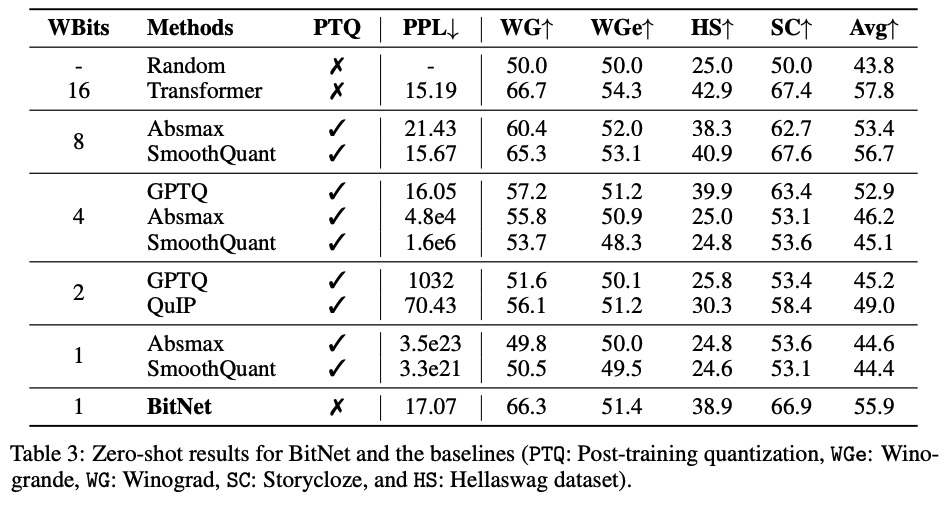 WBits Methods PTQ PPL↓ WG↑ WGe↑ HS↑ SC↑ Avg↑
- Random ✗ - 50.0 50.0 25.0 50.0 43.8
16 Transformer ✗ 15.19 66.7 54.3 42.9 67.4 57.8
8
Absmax ✓ 21.43 60.4 52.0 38.3 62.7 53.4
SmoothQuant ✓ 15.67 65.3 53.1 40.9 67.6 56.7
4
GPTQ ✓ 16.05 57.2 51.2 39.9 63.4 52.9
Absmax ✓ 4.8e4 55.8 50.9 25.0 53.1 46.2
SmoothQuant ✓ 1.6e6 53.7 48.3 24.8 53.6 45.1
2
GPTQ ✓ 1032 51.6 50.1 25.8 53.4 45.2
QuIP ✓ 70.43 56.1 51.2 30.3 58.4 49.0
1
Absmax ✓ 3.5e23 49.8 50.0 24.8 53.6 44.6
SmoothQuant ✓ 3.3e21 50.5 49.5 24.6 53.1 44.4
1 BitNet ✗ 17.07 66.3 51.4 38.9 66.9 55.9
Table 3: Zero-shot results for BitNet and the baselines (PTQ: Post-training quantization, WGe: Wino-
grande, WG: Winograd, SC: Storycloze, and HS: Hellaswag dataset).